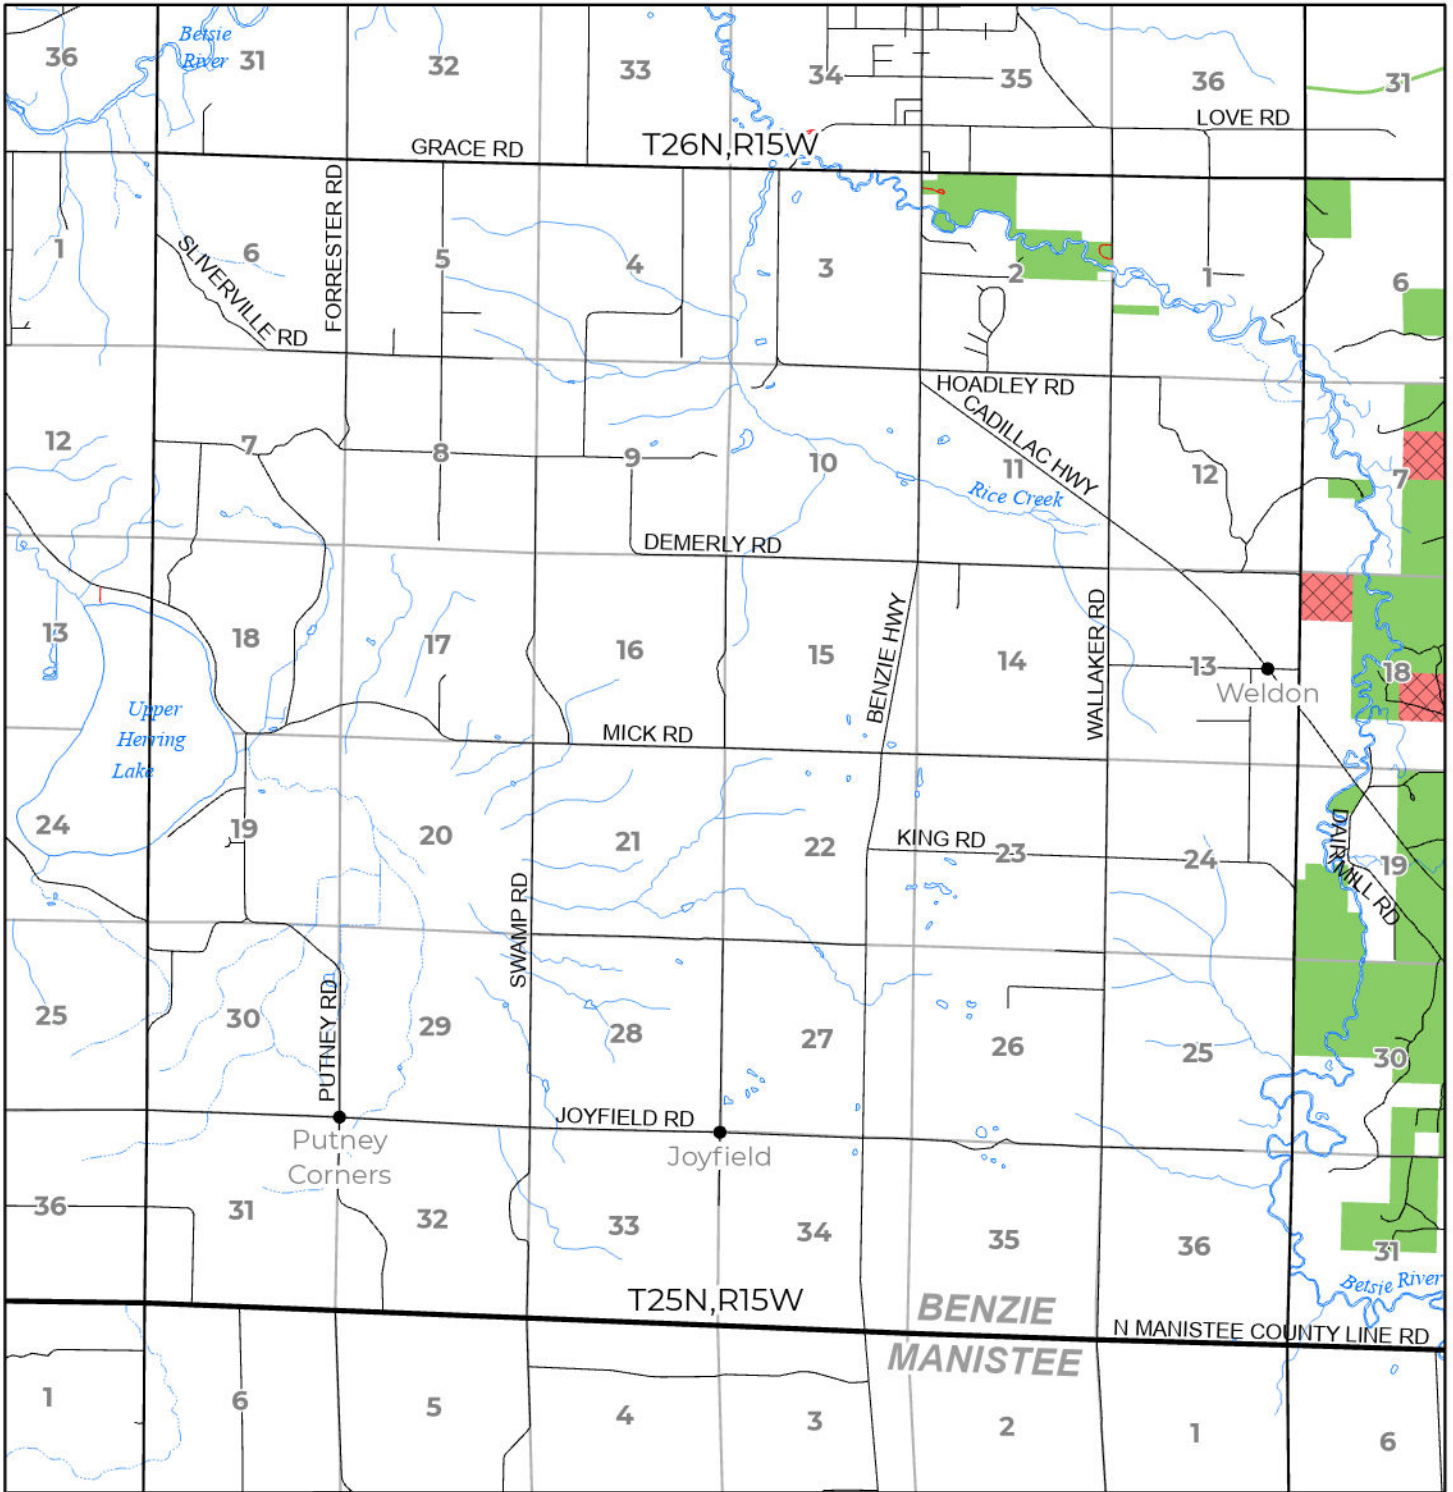 Betsie
River
36
31
32
33
34
35
36
31
LOVE RD
GRACE RD
T26N,R15W
FORRESTER RD
1
SLIVERVILLE RD
6
5
4
3
2
1
6
HOADLEY RD
CADILLAC HWY
12
7
8
9
10
11
12
7
Rice Creek
DEMERLY RD
13
18
17
16
15
BENZIE HWY
14
WALLAKER RD
13
18
Weldon
Upper
Herring
Lake
MICK RD
24
19
20
21
22
KING RD
23
24
DAIR MILL RD
19
SWAMP RD
25
30
PUTNEY RD
29
28
27
26
25
30
JOYFIELD RD
Putney
Corners
Joyfield
36
31
32
33
34
35
36
31
Betsie River
T25N,R15W
BENZIE
N MANISTEE COUNTY LINE RD
MANISTEE
1
6
5
4
3
2
1
6